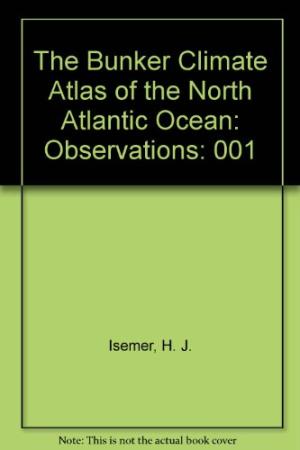 The Bunker Climate
Atlas of the North
Atlantic Ocean:
Observations: 001
Isemer, H. J.
Note: This is not the actual book cover